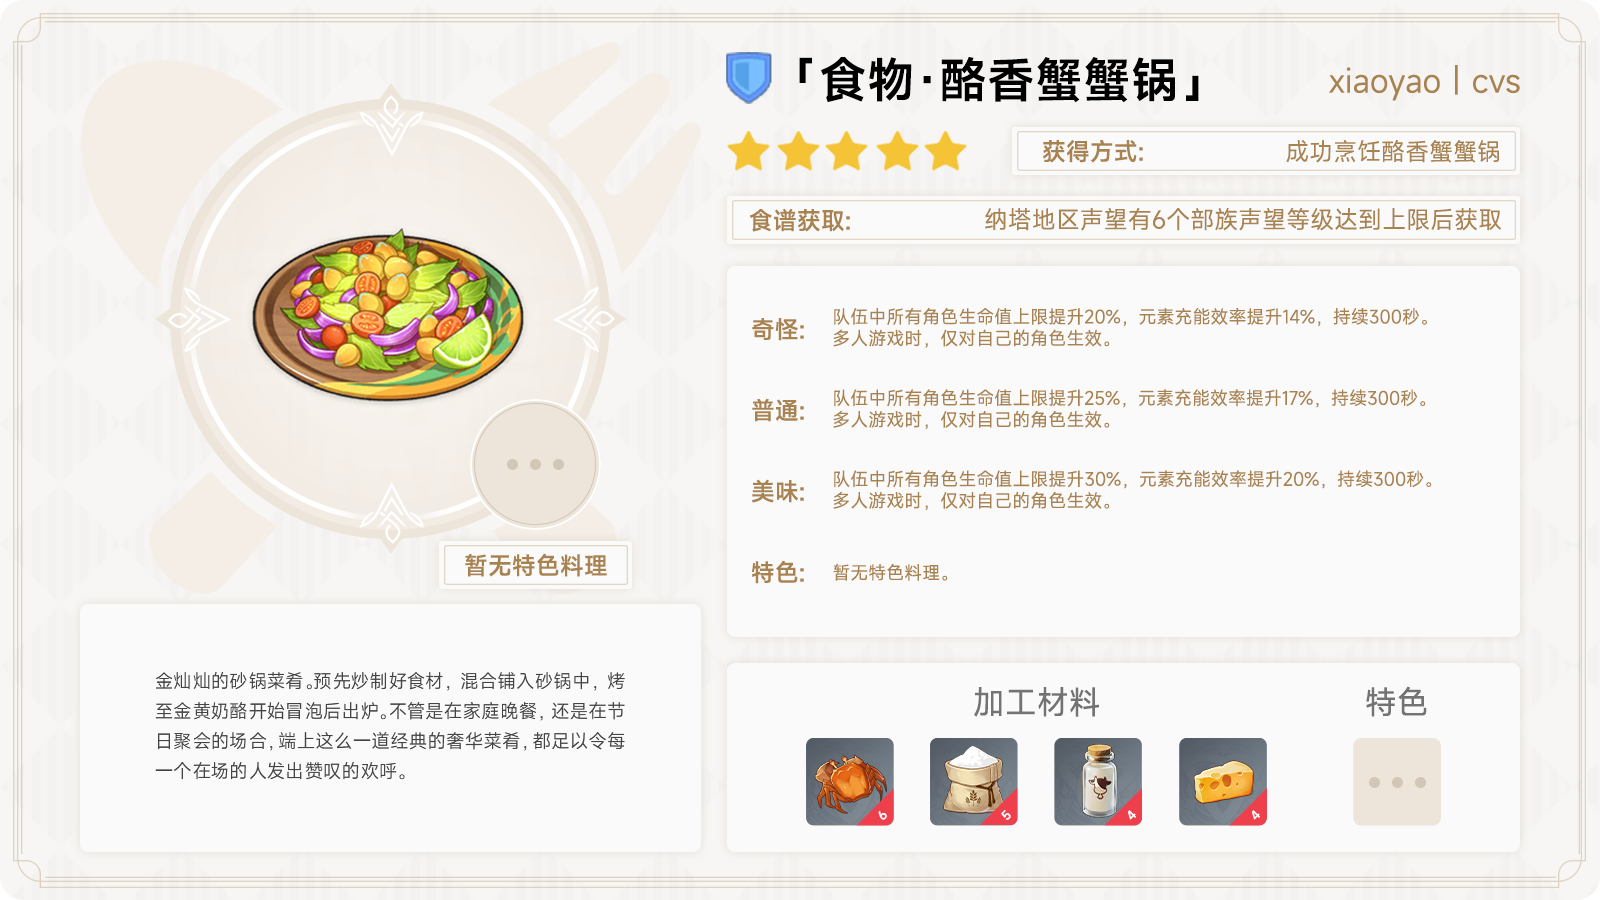 「食物·酪香蟹蟹锅」
xiaoyao | cvs
获得方式: 成功烹饪酪香蟹蟹锅
食谱获取: 纳塔地区声望有6个部族声望等级达到上限后获取
奇怪:
队伍中所有角色生命值上限提升20%，元素充能效率提升14%，持续300秒。
多人游戏时，仅对自己的角色生效。
普通:
队伍中所有角色生命值上限提升25%，元素充能效率提升17%，持续300秒。
多人游戏时，仅对自己的角色生效。
美味:
队伍中所有角色生命值上限提升30%，元素充能效率提升20%，持续300秒。
多人游戏时，仅对自己的角色生效。
特色:
暂无特色料理。
暂无特色料理
金灿灿的砂锅菜肴。预先炒制好食材，混合铺入砂锅中，烤
至金黄奶酪开始冒泡后出炉。不管是在家庭晚餐，还是在节
日聚会的场合，端上这么一道经典的奢华菜肴，都足以令每
一个在场的人发出赞叹的欢呼。
加工材料
特色
6
5
4
4